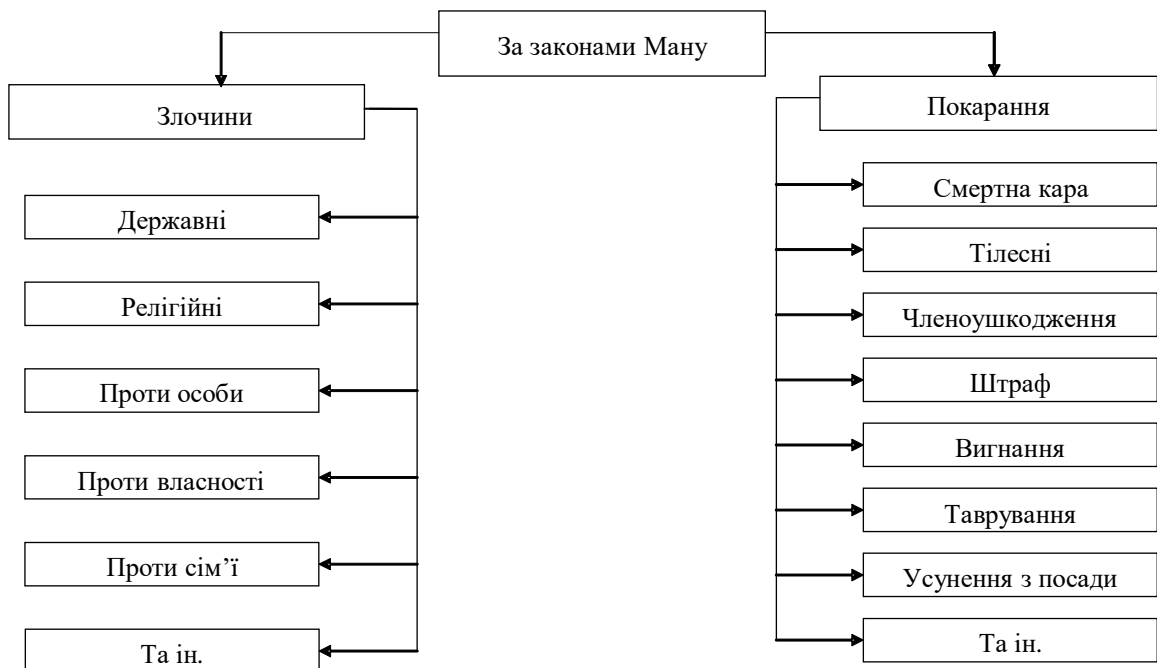 За законами Ману
Злочини
Державні
Релігійні
Проти особи
Проти власності
Проти сім’ї
Та ін.
Покарання
Смертна кара
Тілесні
Членоушкодження
Штраф
Вигнання
Таврування
Усунення з посади
Та ін.